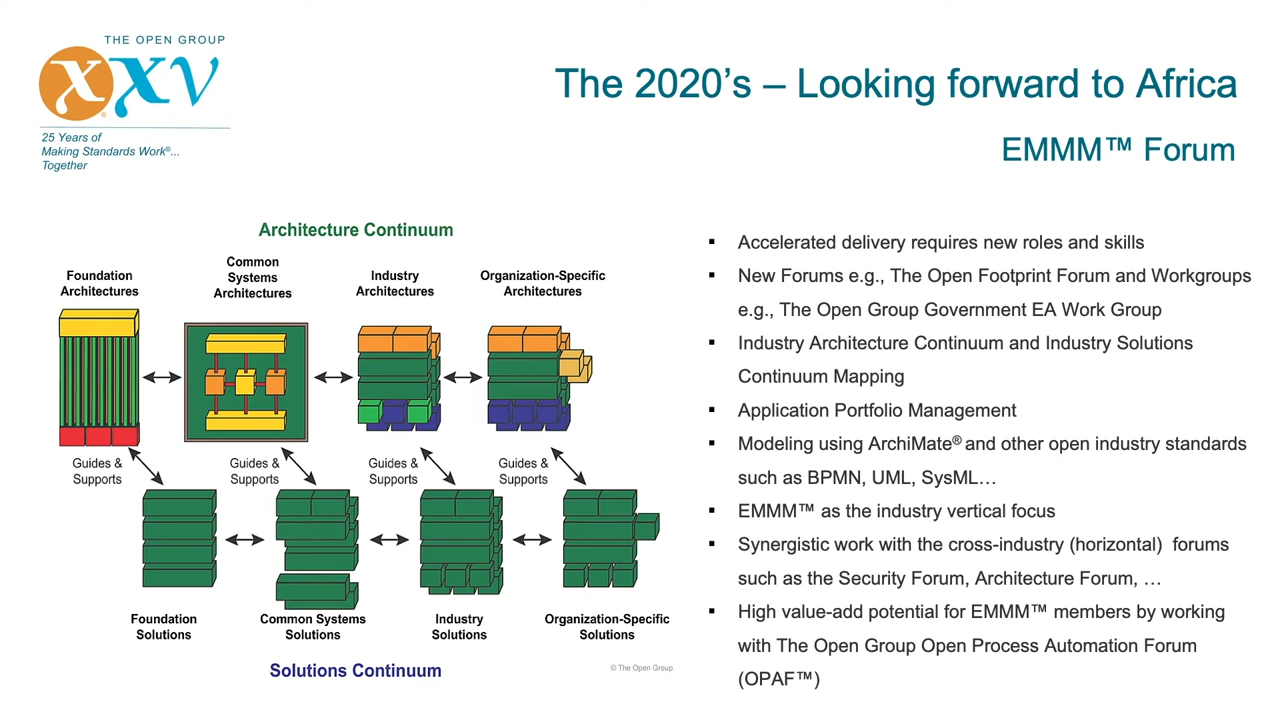 THE OPEN GROUP
XXV
25 Years of
Making Standards Work®...
Together
The 2020's – Looking forward to Africa
EMMM™ Forum
Architecture Continuum
Foundation
Architectures
Common
Systems
Architectures
Industry
Architectures
Organization-Specific
Architectures
Guides &
Supports
Guides &
Supports
Guides &
Supports
Guides &
Supports
Foundation
Solutions
Common Systems
Solutions
Industry
Solutions
Organization-Specific
Solutions
Solutions Continuum
© The Open Group
▪ Accelerated delivery requires new roles and skills
▪ New Forums e.g., The Open Footprint Forum and Workgroups
e.g., The Open Group Government EA Work Group
▪ Industry Architecture Continuum and Industry Solutions
Continuum Mapping
▪ Application Portfolio Management
▪ Modeling using ArchiMate® and other open industry standards
such as BPMN, UML, SysML…
▪ EMMM™ as the industry vertical focus
▪ Synergistic work with the cross-industry (horizontal)  forums
such as the Security Forum, Architecture Forum, …
▪ High value-add potential for EMMM™ members by working
with The Open Group Open Process Automation Forum
(OPAF™)